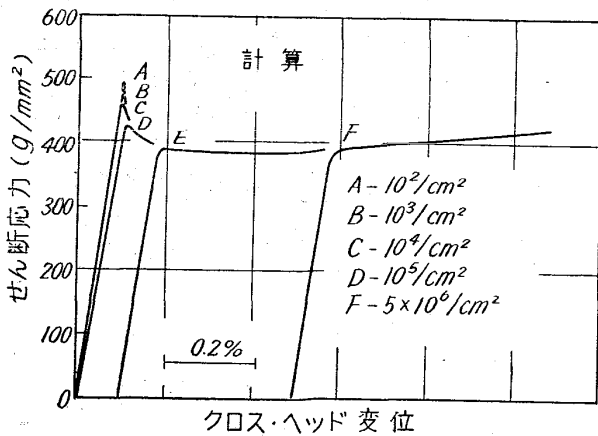 せん断応力 (g/mm²)
600
500
400
300
200
100
0
計算
A
B
C
D
E
F
A-10²/cm²
B-10³/cm²
C-10⁴/cm²
D-10⁵/cm²
F-5×10⁶/cm²
0.2%
クロス・ヘッド変位